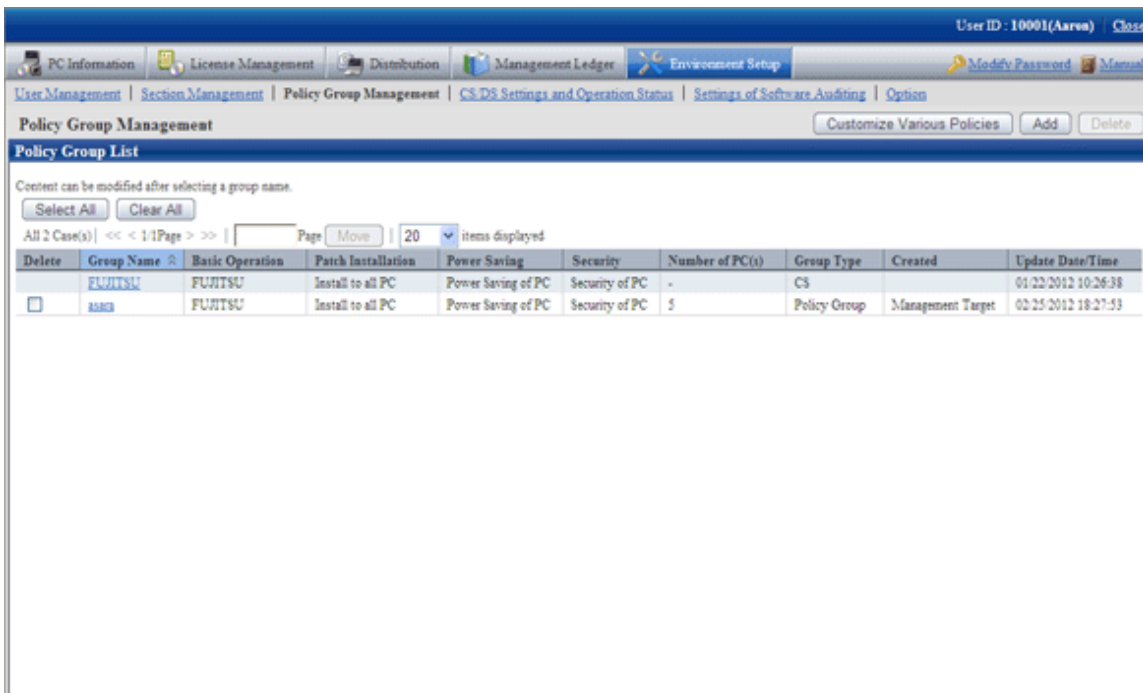 User ID : 10001(Aaron) Close
PC Information License Management Distribution Management Ledger Environment Setup Modify Password Manual
User Management | Section Management | Policy Group Management | CS/DS Settings and Operation Status | Settings of Software Auditing | Option
Policy Group Management Customize Various Policies Add Delete
Policy Group List
Content can be modified after selecting a group name.
Select All Clear All
All 2 Case(s)| << < 1/1Page > >> | Page Move | 20 items displayed
Delete Group Name Basic Operation Patch Installation Power Saving Security Number of PC(s) Group Type Created Update Date/Time
FUJITSU FUJITSU Install to all PC Power Saving of PC Security of PC - CS 01/22/2012 10:26:38
FUJITSU Install to all PC Power Saving of PC Security of PC 5 Policy Group Management Target 02/25/2012 18:27:53